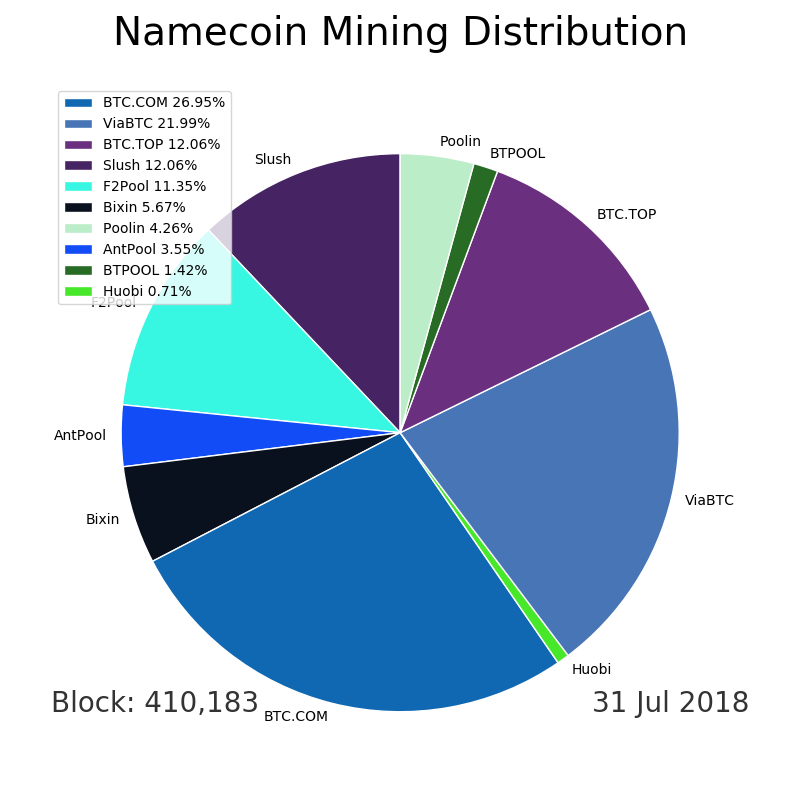 Namecoin Mining Distribution
BTC.COM 26.95%
ViaBTC 21.99%
BTC.TOP 12.06%
Slush 12.06%
F2Pool 11.35%
Bixin 5.67%
Poolin 4.26%
AntPool 3.55%
BTPOOL 1.42%
Huobi 0.71%
Poolin
BTPOOL
Slush
BTC.TOP
F2Pool
AntPool
ViaBTC
Bixin
Huobi
BTC.COM
Block: 410,183
31 Jul 2018